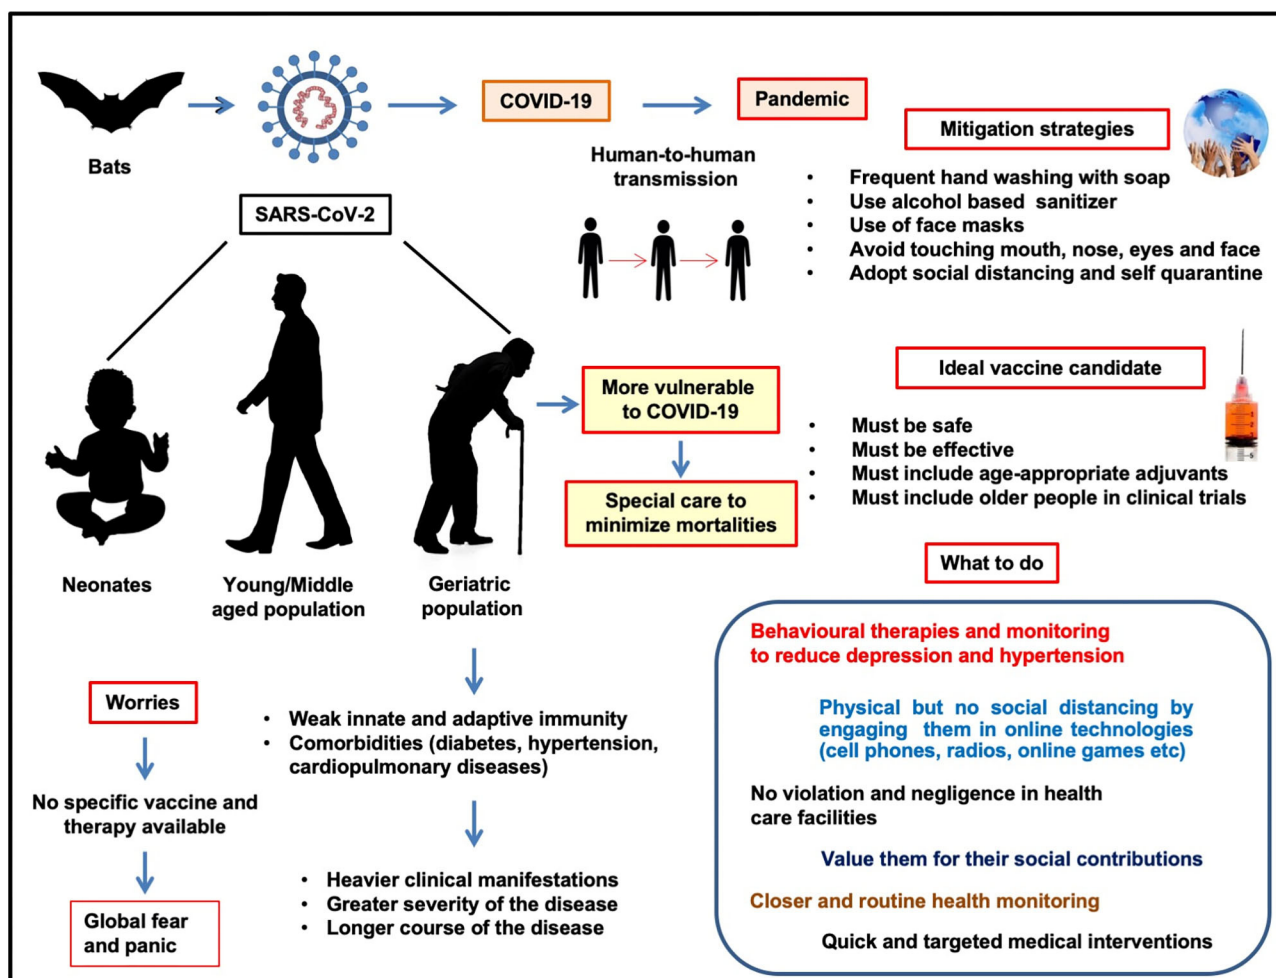 Bats
SARS-CoV-2
COVID-19
Pandemic
Human-to-human
transmission
Mitigation strategies
• Frequent hand washing with soap
• Use alcohol based sanitizer
• Use of face masks
• Avoid touching mouth, nose, eyes and face
• Adopt social distancing and self quarantine
Neonates
Young/Middle
aged population
Geriatric
population
More vulnerable
to COVID-19
Special care to
minimize mortalities
Ideal vaccine candidate
• Must be safe
• Must be effective
• Must include age-appropriate adjuvants
• Must include older people in clinical trials
Worries
No specific vaccine and
therapy available
Global fear
and panic
• Weak innate and adaptive immunity
• Comorbidities (diabetes, hypertension,
cardiopulmonary diseases)
• Heavier clinical manifestations
• Greater severity of the disease
• Longer course of the disease
What to do
Behavioural therapies and monitoring
to reduce depression and hypertension
Physical but no social distancing by
engaging them in online technologies
(cell phones, radios, online games etc)
No violation and negligence in health
care facilities
Value them for their social contributions
Closer and routine health monitoring
Quick and targeted medical interventions